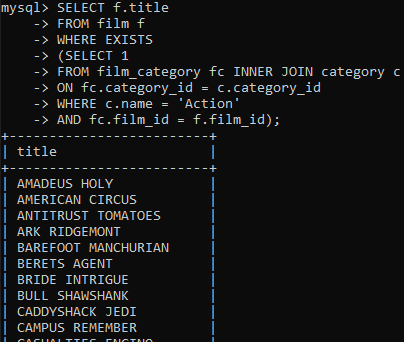 mysql> SELECT f.title
    -> FROM film f
    -> WHERE EXISTS
    -> (SELECT 1
    -> FROM film_category fc INNER JOIN category c
    -> ON fc.category_id = c.category_id
    -> WHERE c.name = 'Action'
    -> AND fc.film_id = f.film_id);
+-------------------------+
| title                   |
+-------------------------+
| AMADEUS HOLY            |
| AMERICAN CIRCUS         |
| ANTITRUST TOMATOES      |
| ARK RIDGEMONT           |
| BAREFOOT MANCHURIAN     |
| BERETS AGENT            |
| BRIDE INTRIGUE          |
| BULL SHAWSHANK          |
| CADDYSHACK JEDI         |
| CAMPUS REMEMBER         |
| CASUALTIES ENCINO       |